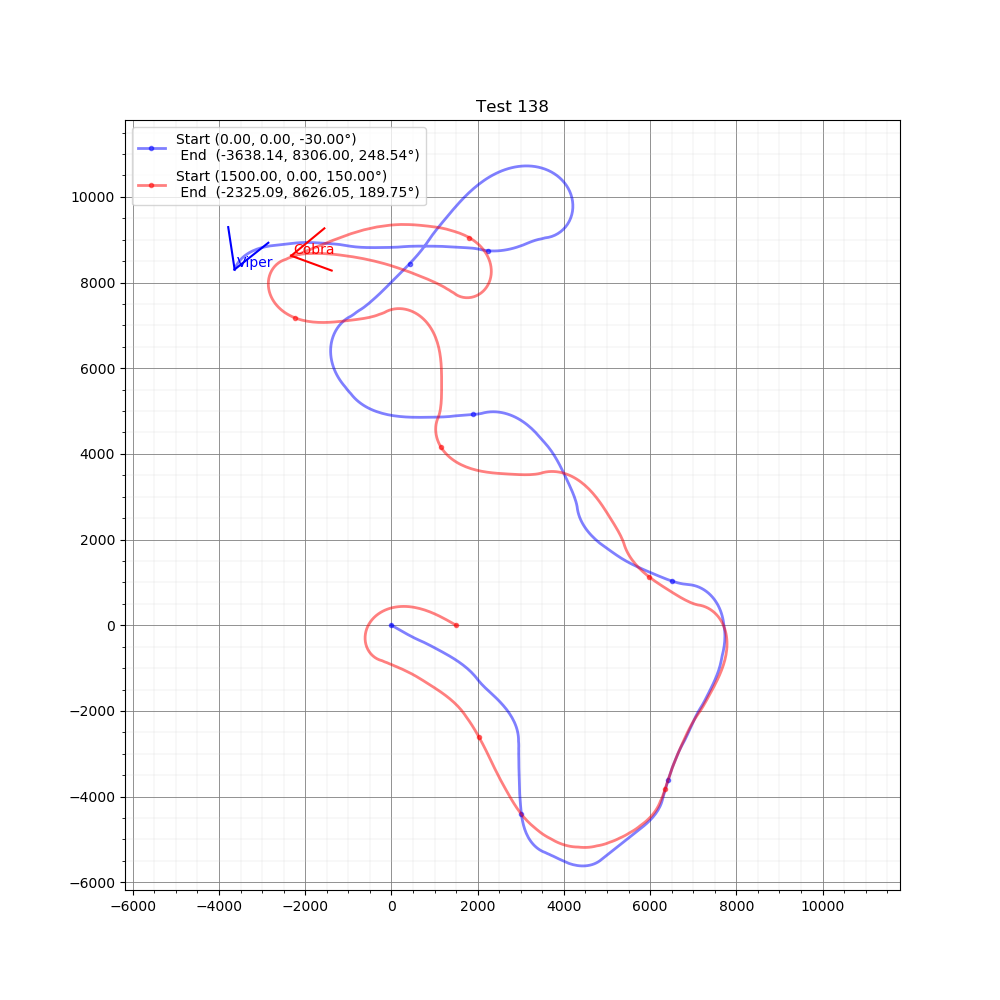 Test 138
Start (0.00, 0.00, -30.00°)
End (-3638.14, 8306.00, 248.54°)
Start (1500.00, 0.00, 150.00°)
End (-2325.09, 8626.05, 189.75°)
Viper
Cobra
10000
8000
6000
4000
2000
0
−2000
−4000
−6000
−6000 −4000 −2000 0 2000 4000 6000 8000 10000